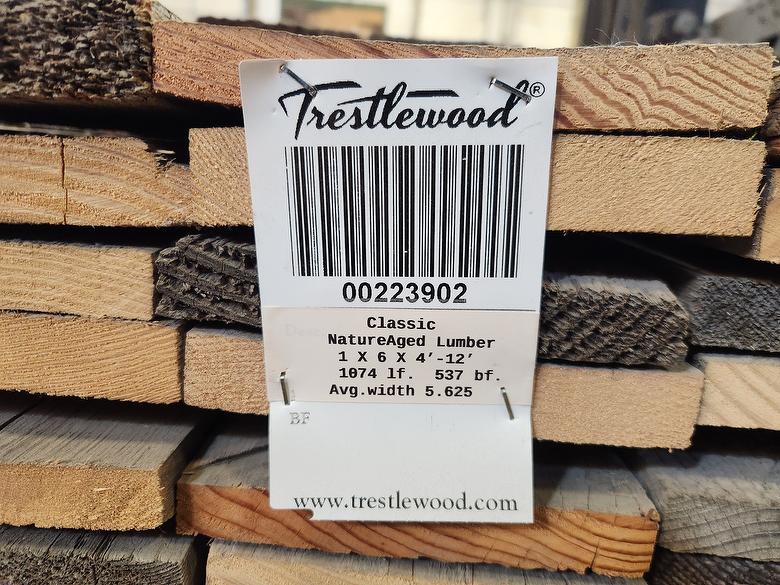 Trestlewood®
00223902
Classic
NatureAged Lumber
1 X 6 X 4'-12'
1074 lf. 537 bf.
Avg.width 5.625
BF
www.trestlewood.com